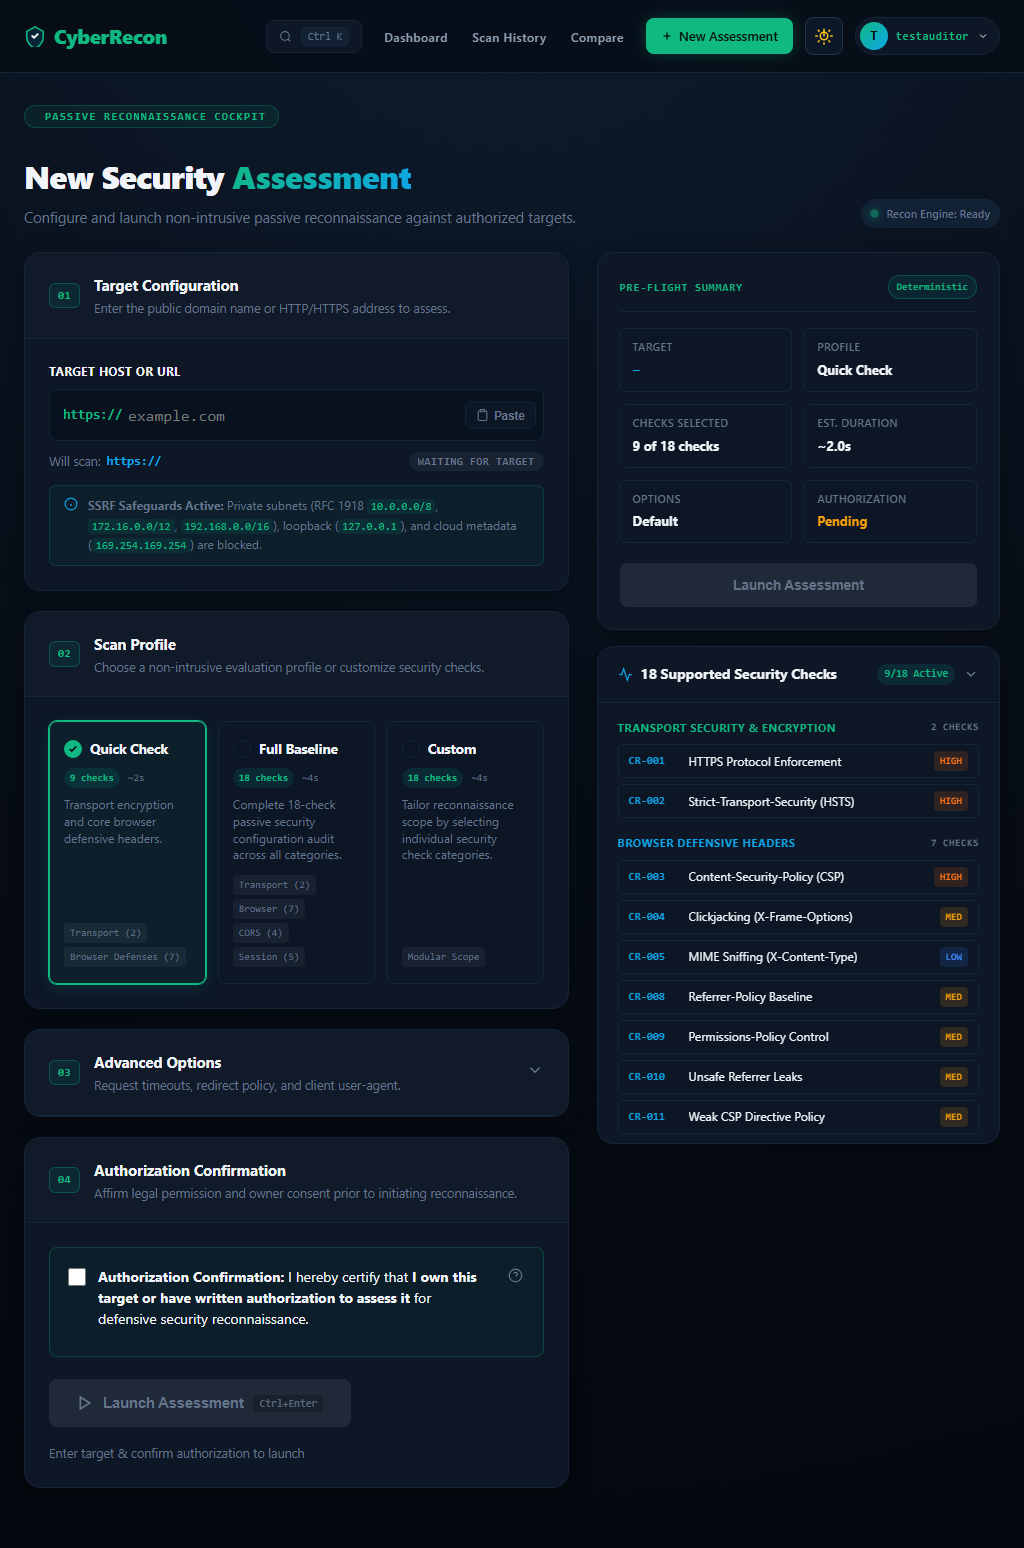 CyberRecon
Ctrl K
Dashboard
Scan History
Compare
+ New Assessment
T
testauditor
PASSIVE RECONNAISSANCE COCKPIT
New Security Assessment
Configure and launch non-intrusive passive reconnaissance against authorized targets.
Recon Engine: Ready
01
Target Configuration
Enter the public domain name or HTTP/HTTPS address to assess.
TARGET HOST OR URL
https:// example.com
Paste
Will scan: https://
WAITING FOR TARGET
SSRF Safeguards Active: Private subnets (RFC 1918 10.0.0.0/8,
172.16.0.0/12, 192.168.0.0/16), loopback (127.0.0.1), and cloud metadata
(169.254.169.254) are blocked.
02
Scan Profile
Choose a non-intrusive evaluation profile or customize security checks.
Quick Check
9 checks ~2s
Transport encryption
and core browser
defensive headers.
Transport (2)
Browser Defenses (7)
Full Baseline
18 checks ~4s
Complete 18-check
passive security
configuration audit
across all categories.
Transport (2)
Browser (7)
CORS (4)
Session (5)
Custom
18 checks ~4s
Tailor reconnaissance
scope by selecting
individual security
check categories.
Modular Scope
03
Advanced Options
Request timeouts, redirect policy, and client user-agent.
04
Authorization Confirmation
Affirm legal permission and owner consent prior to initiating reconnaissance.
Authorization Confirmation: I hereby certify that I own this
target or have written authorization to assess it for
defensive security reconnaissance.
Launch Assessment Ctrl+Enter
Enter target & confirm authorization to launch
PRE-FLIGHT SUMMARY
Deterministic
TARGET
–
PROFILE
Quick Check
CHECKS SELECTED
9 of 18 checks
EST. DURATION
~2.0s
OPTIONS
Default
AUTHORIZATION
Pending
Launch Assessment
18 Supported Security Checks
9/18 Active
TRANSPORT SECURITY & ENCRYPTION
2 CHECKS
CR-001 HTTPS Protocol Enforcement HIGH
CR-002 Strict-Transport-Security (HSTS) HIGH
BROWSER DEFENSIVE HEADERS
7 CHECKS
CR-003 Content-Security-Policy (CSP) HIGH
CR-004 Clickjacking (X-Frame-Options) MED
CR-005 MIME Sniffing (X-Content-Type) LOW
CR-008 Referrer-Policy Baseline MED
CR-009 Permissions-Policy Control MED
CR-010 Unsafe Referrer Leaks MED
CR-011 Weak CSP Directive Policy MED